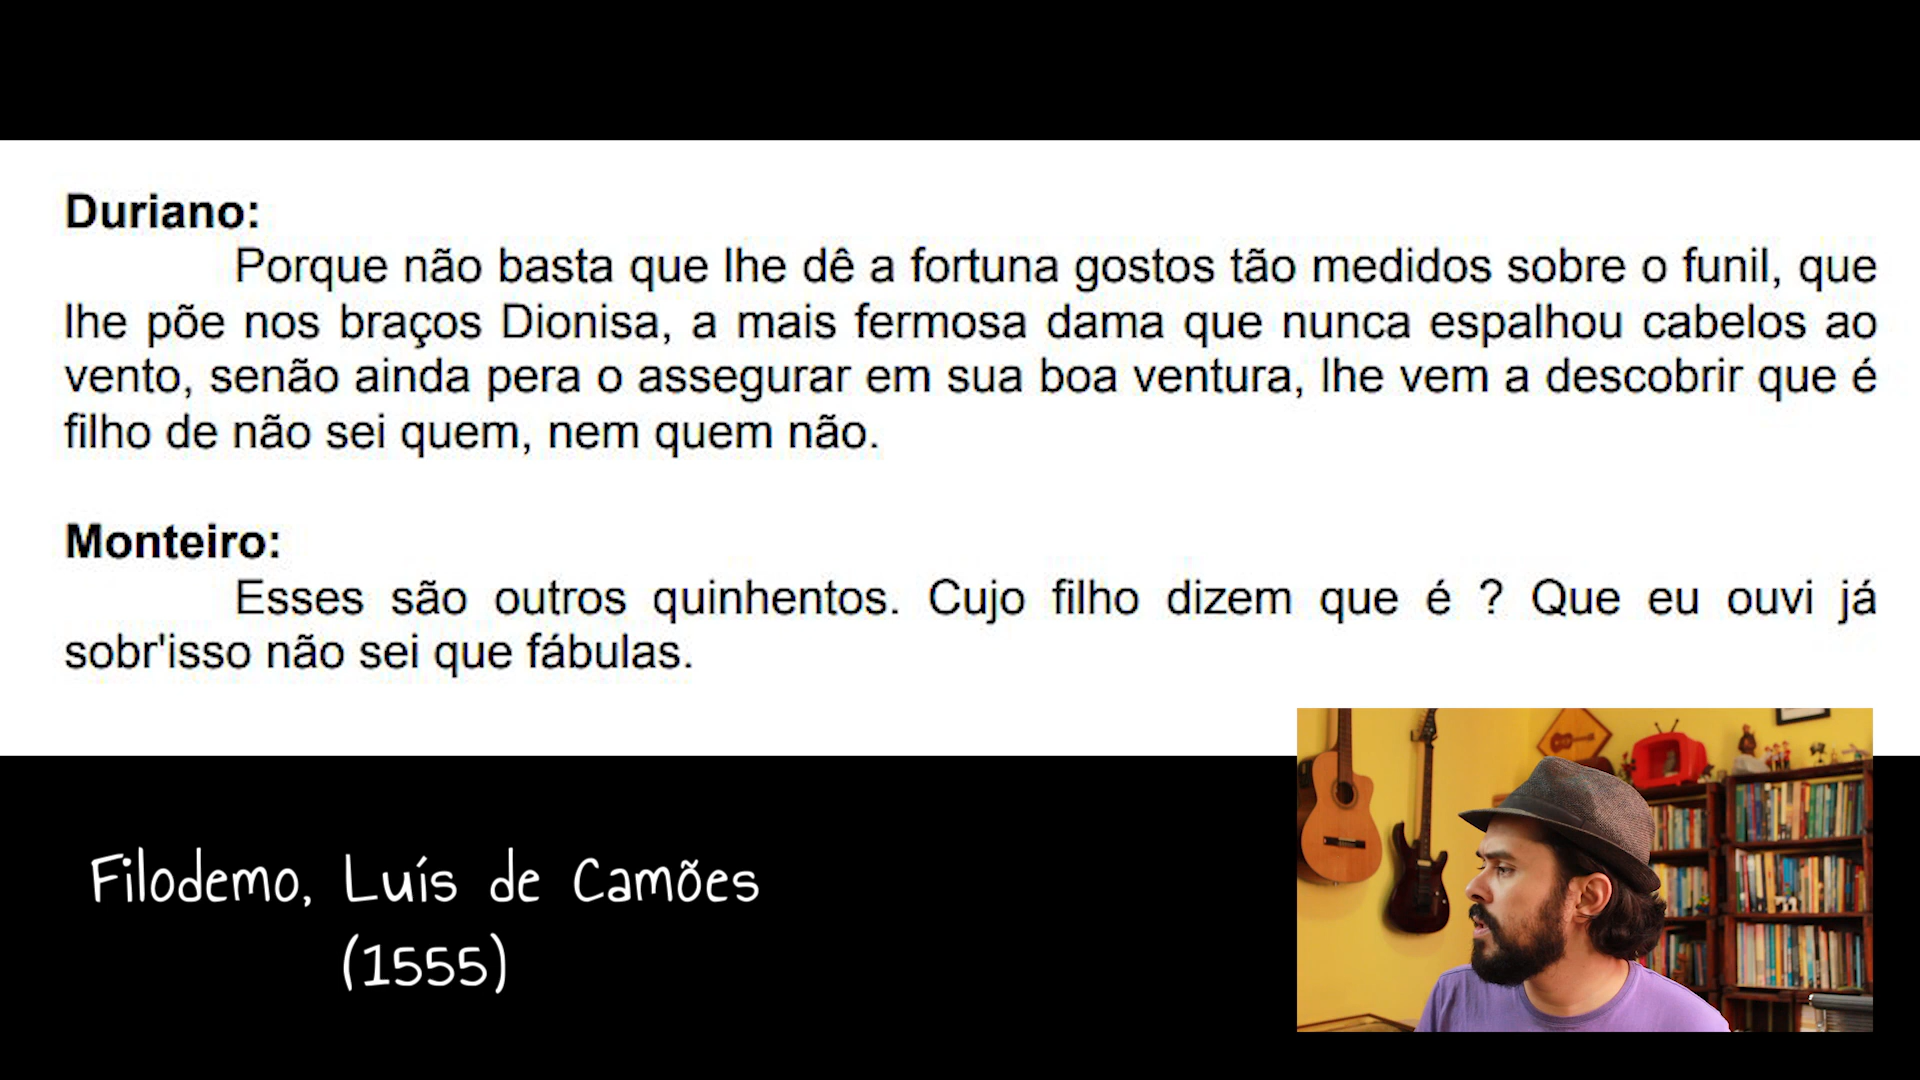 Duriano:
Porque não basta que lhe dê a fortuna gostos tão medidos sobre o funil, que
lhe põe nos braços Dionisa, a mais fermosa dama que nunca espalhou cabelos ao
vento, senão ainda pera o assegurar em sua boa ventura, lhe vem a descobrir que é
filho de não sei quem, nem quem não.
Monteiro:
Esses são outros quinhentos. Cujo filho dizem que é ? Que eu ouvi já
sobr'isso não sei que fábulas.
Filodemo, Luís de Camões
(1555)